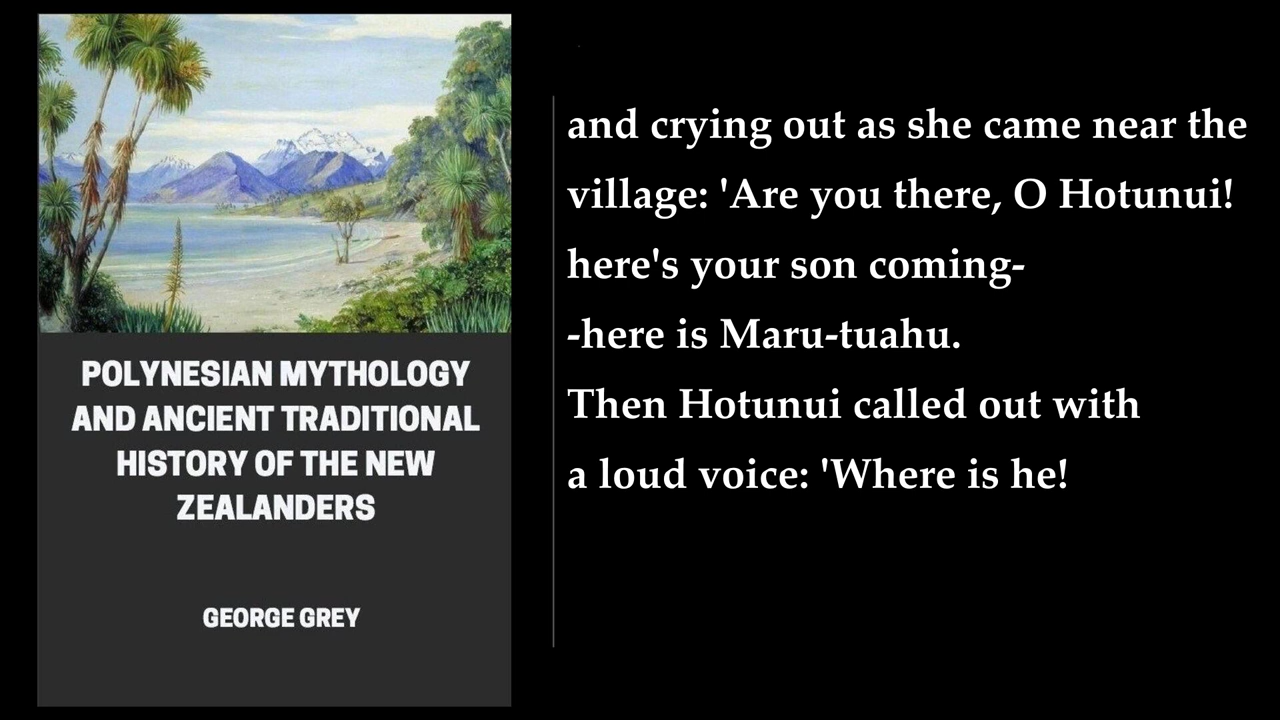 POLYNESIAN MYTHOLOGY
AND ANCIENT TRADITIONAL
HISTORY OF THE NEW
ZEALANDERS
GEORGE GREY
and crying out as she came near the
village: 'Are you there, O Hotunui!
here's your son coming-
-here is Maru-tuahu.
Then Hotunui called out with
a loud voice: 'Where is he!